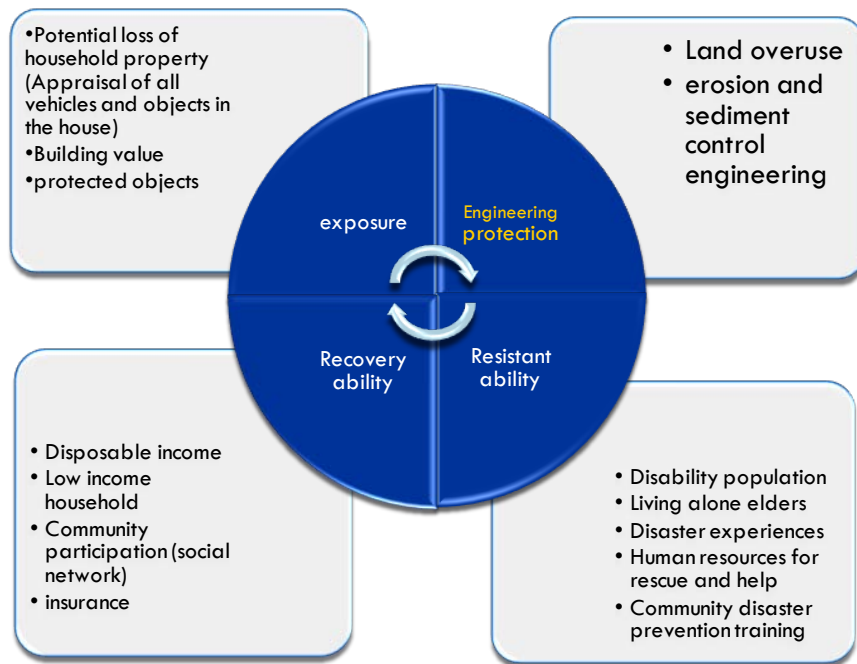 •Potential loss of
household property
(Appraisal of all
vehicles and objects in
the house)
•Building value
•protected objects
• Land overuse
• erosion and
sediment
control
engineering
exposure
Engineering
protection
Recovery
ability
Resistant
ability
• Disposable income
• Low income
household
• Community
participation (social
network)
• insurance
• Disability population
• Living alone elders
• Disaster experiences
• Human resources for
rescue and help
• Community disaster
prevention training